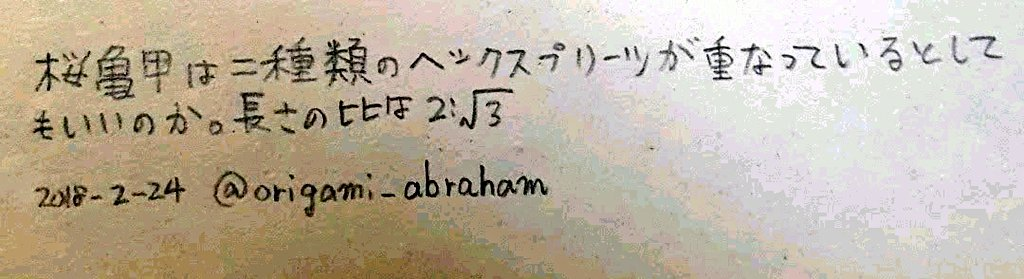 桜亀甲は二種類のヘックスプリーツが重なっているとして
もいいのか。長さの比は2:√3
2018-2-24 @origami_abraham